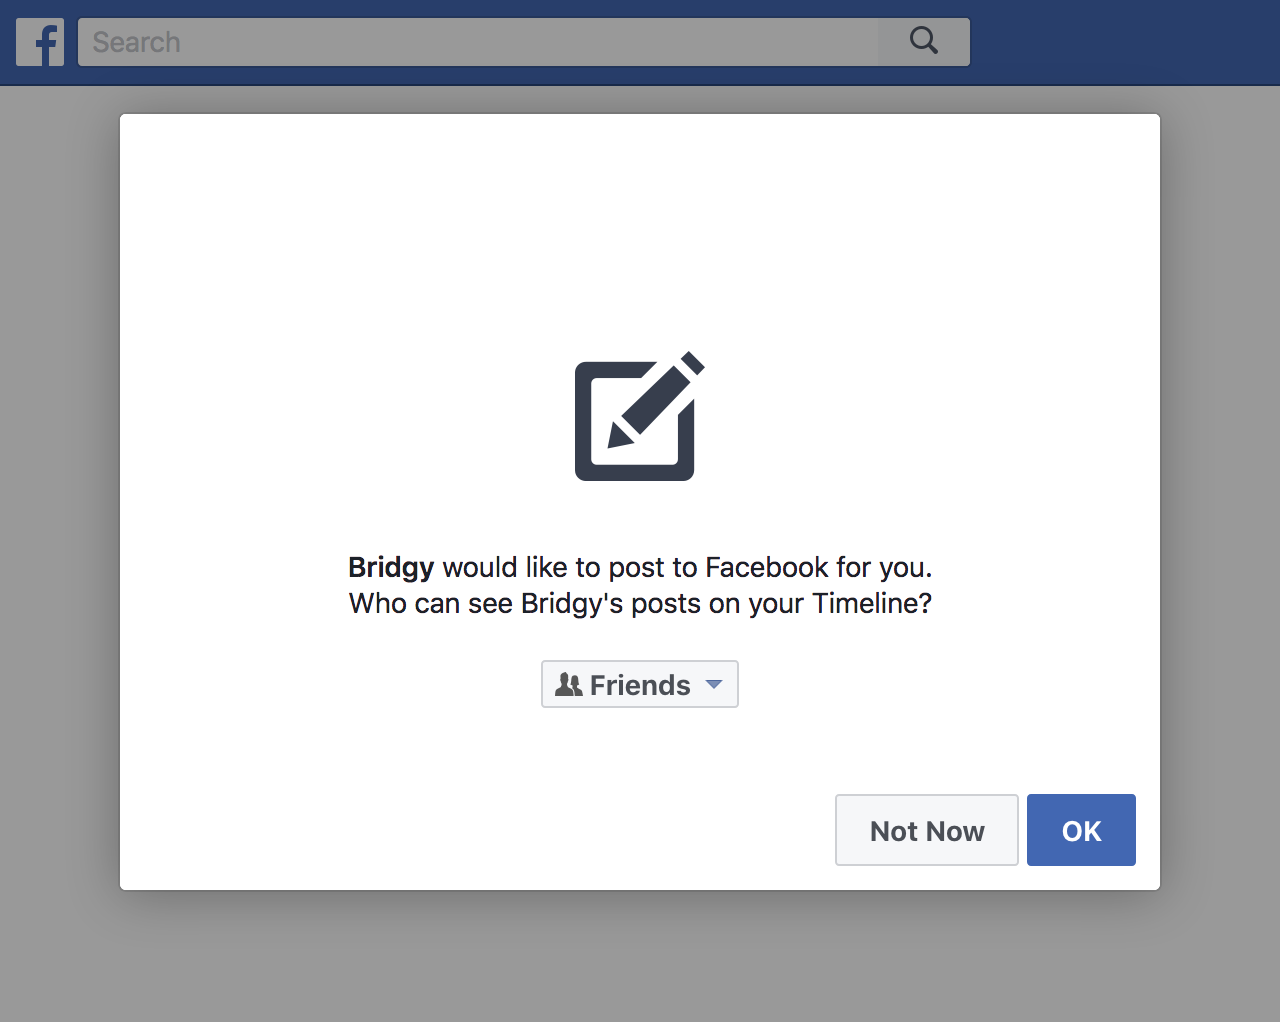 Search
Bridgy would like to post to Facebook for you.
Who can see Bridgy's posts on your Timeline?
Friends
Not Now
OK